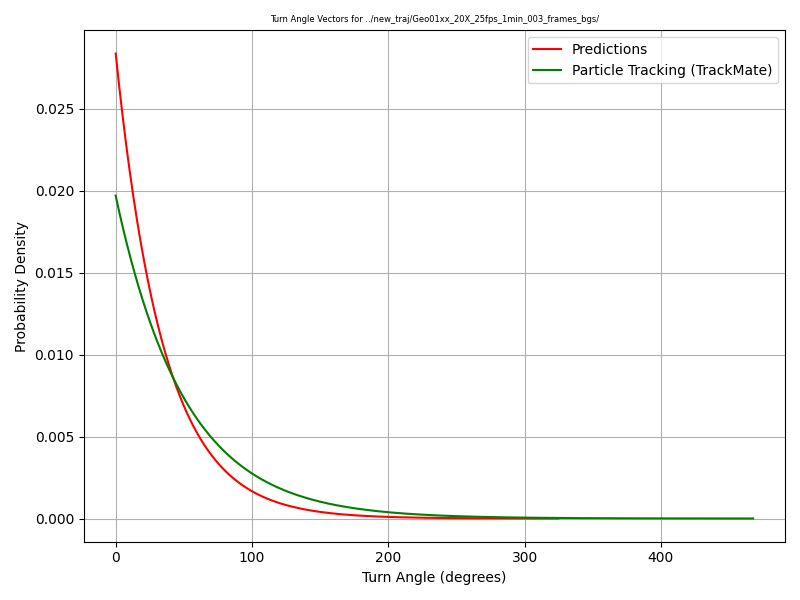 Turn Angle Vectors for ../new_traj/Geo01xx_20X_25fps_1min_003_frames_bgs/
Predictions
Particle Tracking (TrackMate)
Probability Density
0.025
0.020
0.015
0.010
0.005
0.000
0 100 200 300 400
Turn Angle (degrees)